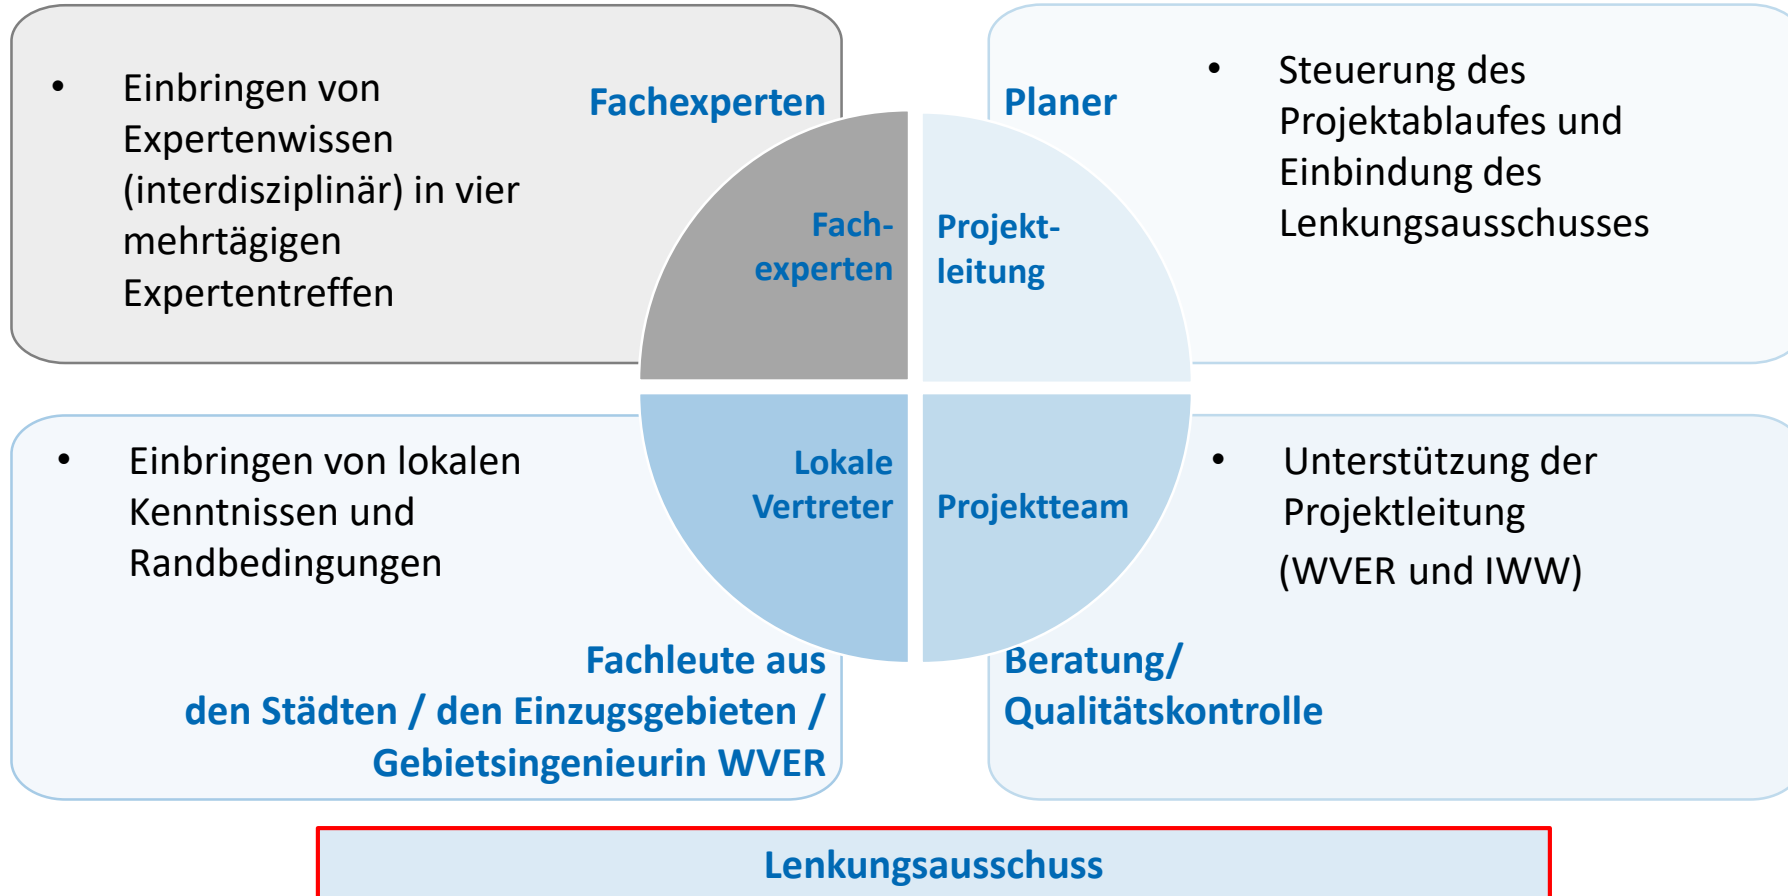 • Einbringen von
Expertenwissen
(interdisziplinär) in vier
mehrtägigen
Expertentreffen
Fachexperten
Planer
• Steuerung des
Projektablaufes und
Einbindung des
Lenkungsausschusses
Fach-
experten
Projekt-
leitung
• Einbringen von lokalen
Kenntnissen und
Randbedingungen
Lokale
Vertreter
Projektteam
• Unterstützung der
Projektleitung
(WVER und IWW)
Fachleute aus
den Städten / den Einzugsgebieten /
Gebietsingenieurin WVER
Beratung/
Qualitätskontrolle
Lenkungsausschuss